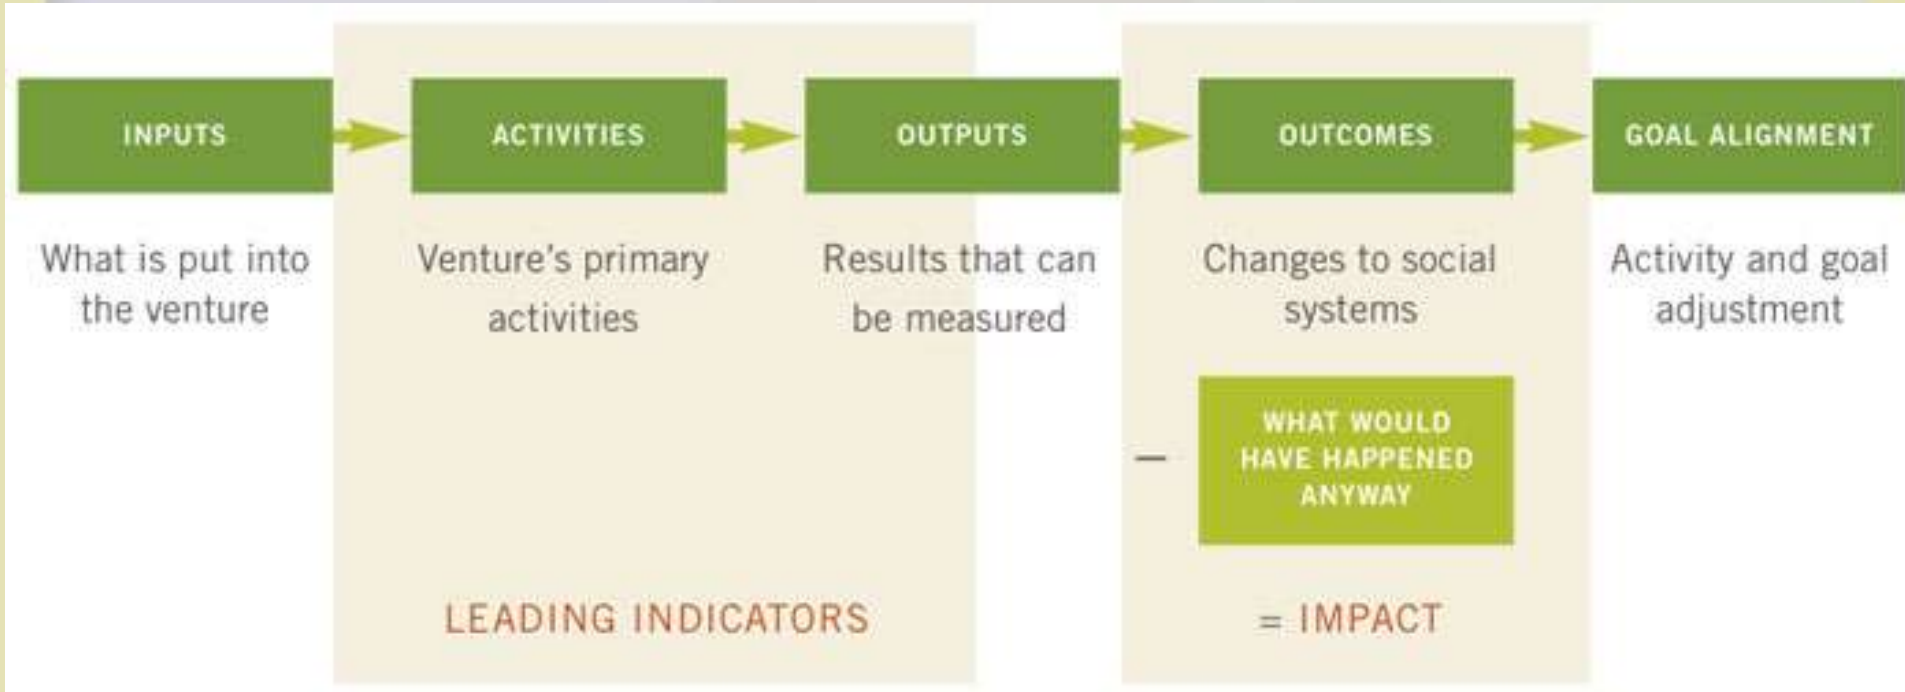 INPUTS
ACTIVITIES
OUTPUTS
OUTCOMES
GOAL ALIGNMENT
What is put into
the venture
Venture's primary
activities
Results that can
be measured
Changes to social
systems
Activity and goal
adjustment
–
WHAT WOULD
HAVE HAPPENED
ANYWAY
LEADING INDICATORS
= IMPACT